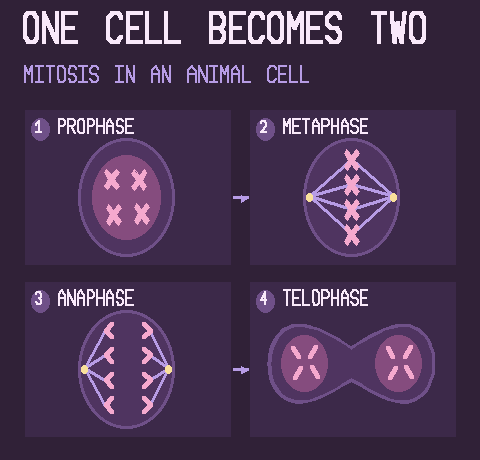 ONE CELL BECOMES TWO
MITOSIS IN AN ANIMAL CELL
1 PROPHASE
2 METAPHASE
3 ANAPHASE
4 TELOPHASE